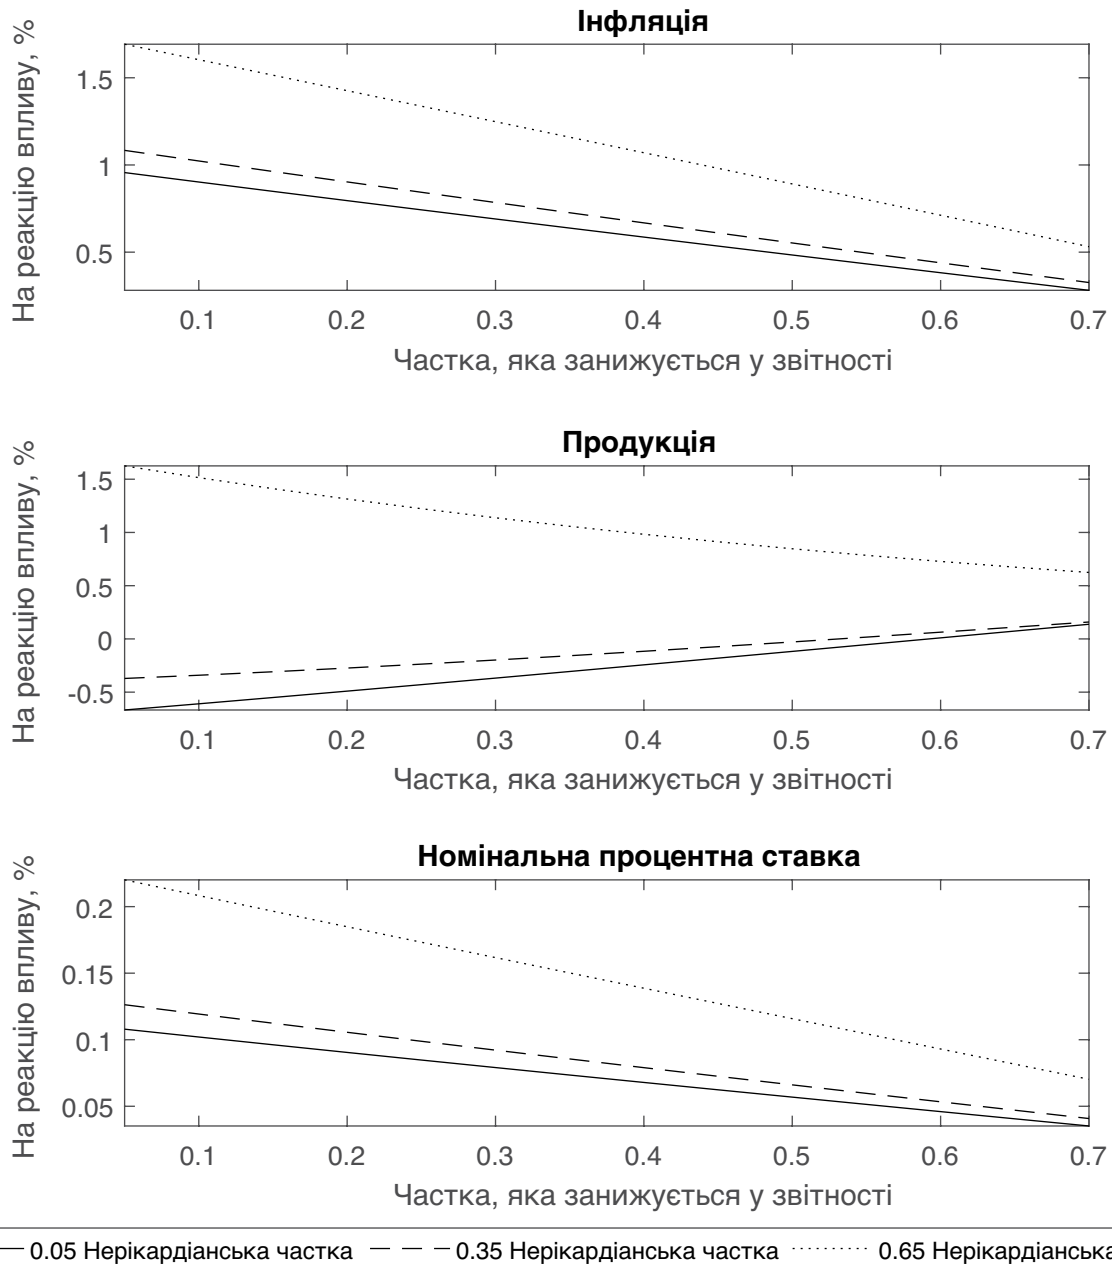 Інфляція
На реакцію впливу, %
1.5
1
0.5
0.1 0.2 0.3 0.4 0.5 0.6 0.7
Частка, яка занижується у звітності
Продукція
На реакцію впливу, %
1.5
1
0.5
0
-0.5
0.1 0.2 0.3 0.4 0.5 0.6 0.7
Частка, яка занижується у звітності
Номінальна процентна ставка
На реакцію впливу, %
0.2
0.15
0.1
0.05
0.1 0.2 0.3 0.4 0.5 0.6 0.7
Частка, яка занижується у звітності
0.05 Нерікардіанська частка 0.35 Нерікардіанська частка 0.65 Нерікардіанська